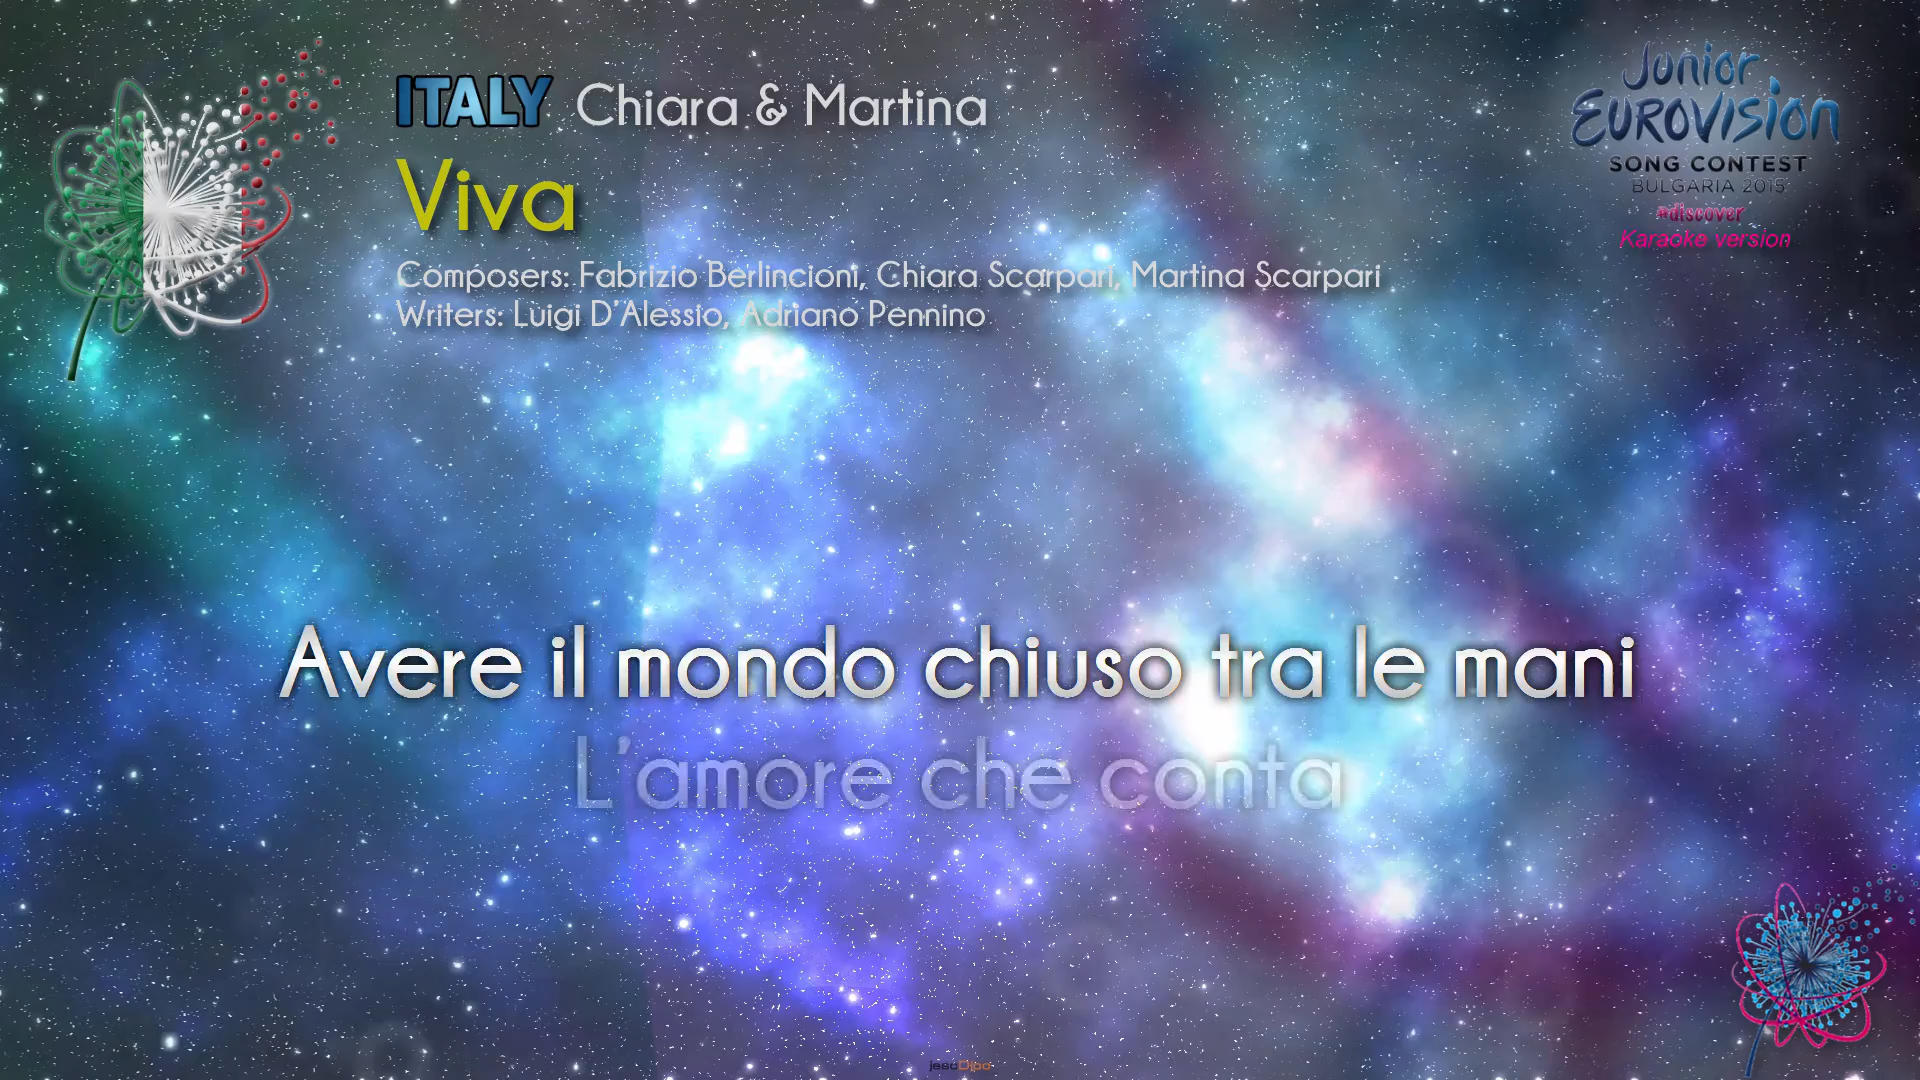 ITALY Chiara & Martina
Viva
Composers: Fabrizio Berlincioni, Chiara Scarpari, Martina Scarpari
Writers: Luigi D'Alessio, Adriano Pennino
Junior
EUROVISION
SONG CONTEST
BULGARIA 2015
#discover
Karaoke version
Avere il mondo chiuso tra le mani
L'amore che conta
jescDipo